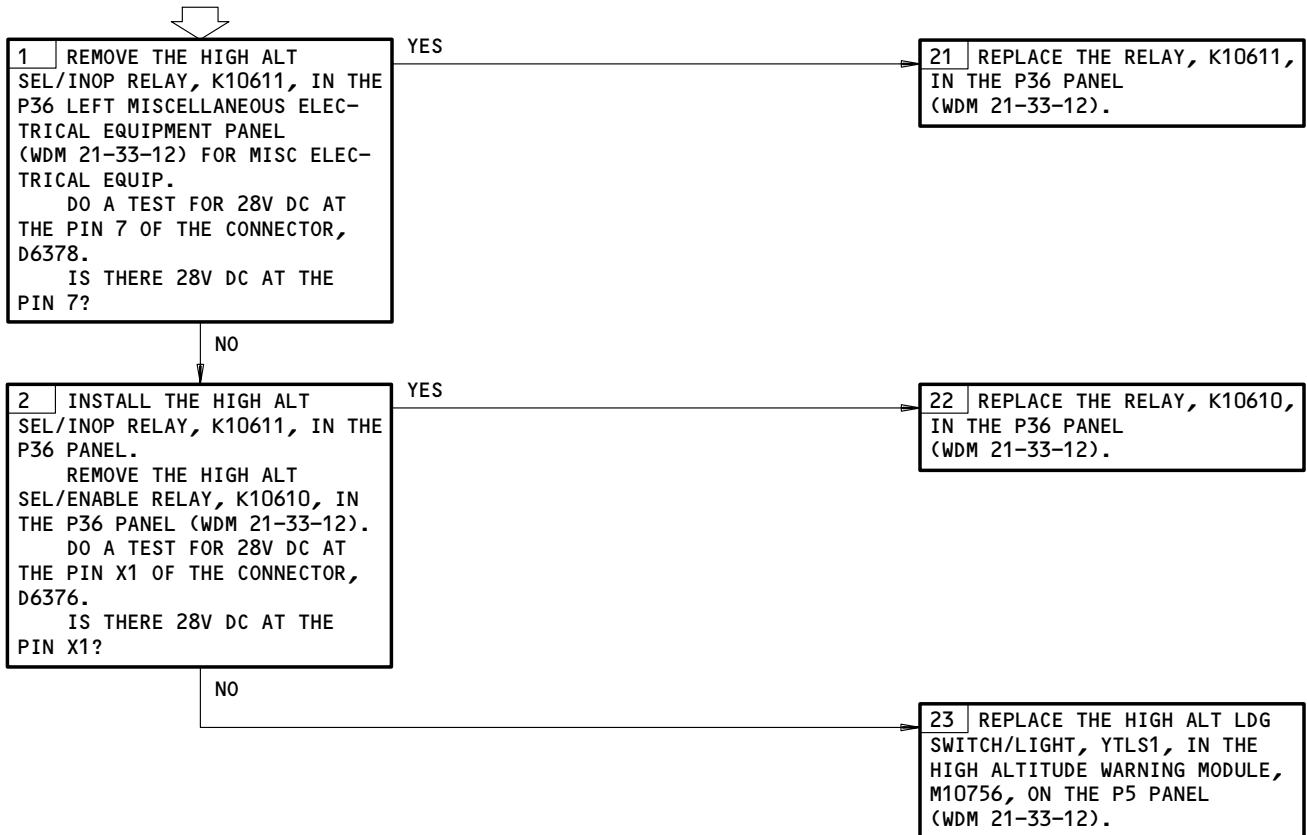 1 REMOVE THE HIGH ALT
SEL/INOP RELAY, K10611, IN THE
P36 LEFT MISCELLANEOUS ELEC-
TRICAL EQUIPMENT PANEL
(WDM 21-33-12) FOR MISC ELEC-
TRICAL EQUIP.
DO A TEST FOR 28V DC AT
THE PIN 7 OF THE CONNECTOR,
D6378.
IS THERE 28V DC AT THE
PIN 7?
YES
21 REPLACE THE RELAY, K10611,
IN THE P36 PANEL
(WDM 21-33-12).
NO
2 INSTALL THE HIGH ALT
SEL/INOP RELAY, K10611, IN THE
P36 PANEL.
REMOVE THE HIGH ALT
SEL/ENABLE RELAY, K10610, IN
THE P36 PANEL (WDM 21-33-12).
DO A TEST FOR 28V DC AT
THE PIN X1 OF THE CONNECTOR,
D6376.
IS THERE 28V DC AT THE
PIN X1?
YES
22 REPLACE THE RELAY, K10610,
IN THE P36 PANEL
(WDM 21-33-12).
NO
23 REPLACE THE HIGH ALT LDG
SWITCH/LIGHT, YTLS1, IN THE
HIGH ALTITUDE WARNING MODULE,
M10756, ON THE P5 PANEL
(WDM 21-33-12).